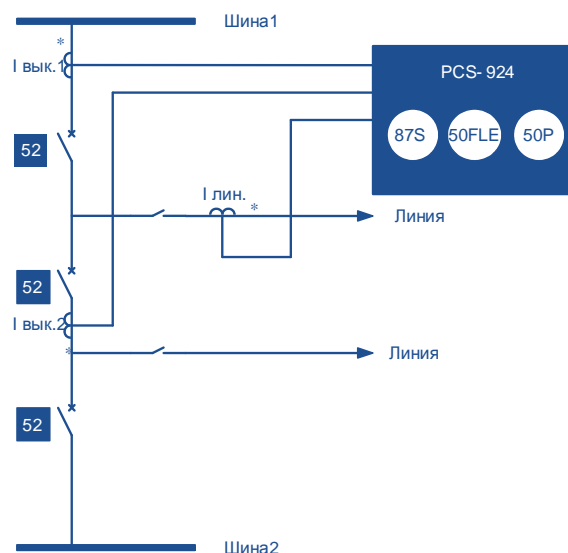 Шина1
*
I вык.1
PCS-924
87S 50FLE 50P
52
I лин.
*
Линия
52
I вык.2
*
Линия
52
Шина2